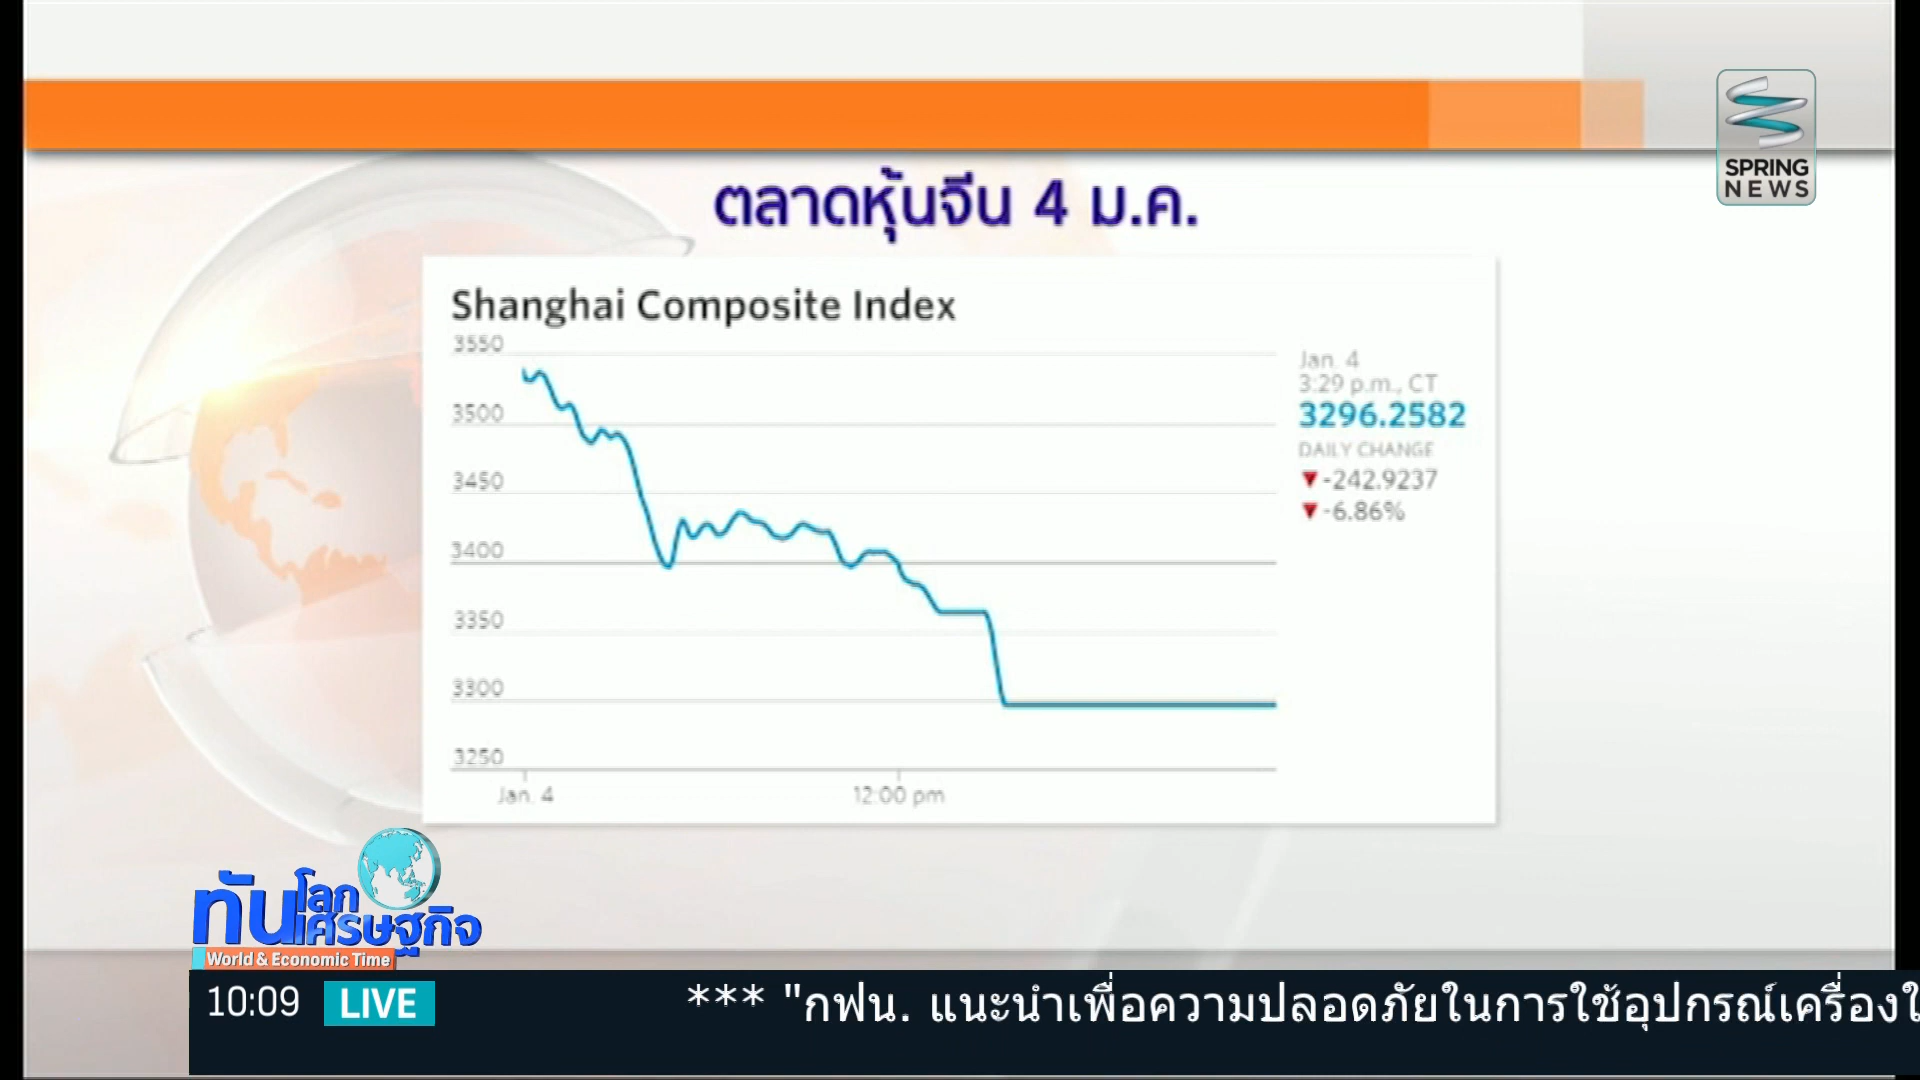 SPRING
NEWS
ตลาดหุ้นจีน 4 ม.ค.
Shanghai Composite Index
3550
3500
3450
3400
3350
3300
3250
Jan. 4
12:00 pm
Jan. 4
3:29 p.m., CT
3296.2582
DAILY CHANGE
▼-242.9237
▼-6.86%
ทันโลก
เศรษฐกิจ
World & Economic Time
10:09 LIVE *** "กฟน. แนะนำเพื่อความปลอดภัยในการใช้อุปกรณ์เครื่องใ